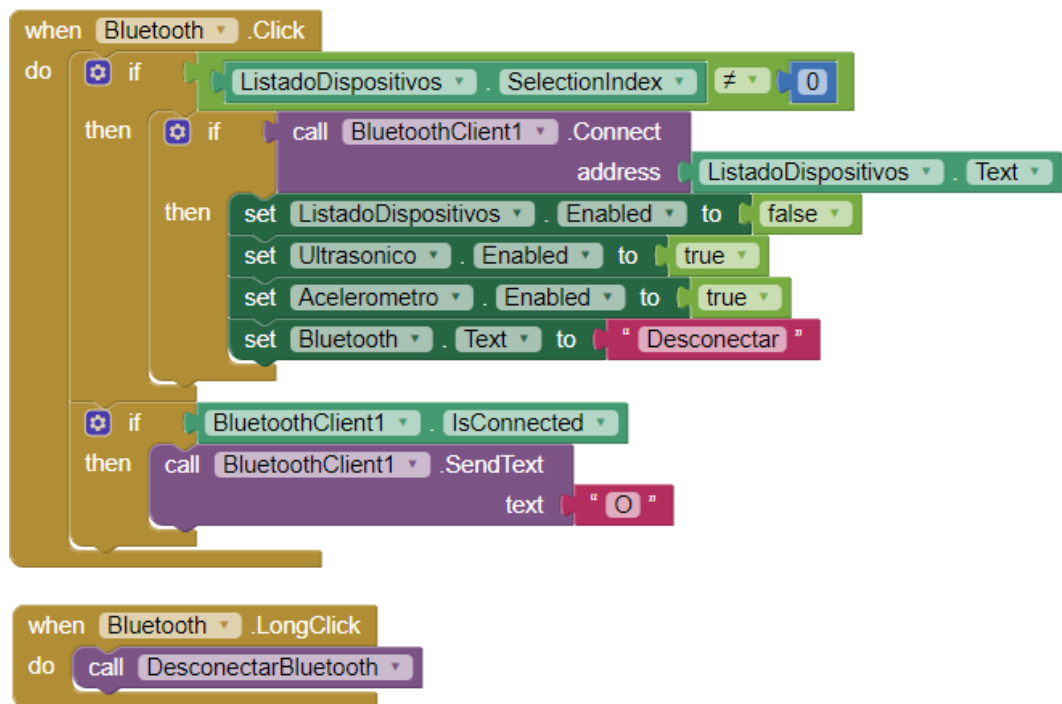 when Bluetooth .Click
do if ListadoDispositivos . SelectionIndex ≠ 0
then if call BluetoothClient1 .Connect
address ListadoDispositivos . Text
then set ListadoDispositivos . Enabled to false
set Ultrasonico . Enabled to true
set Acelerometro . Enabled to true
set Bluetooth . Text to “ Desconectar ”
if BluetoothClient1 . IsConnected
then call BluetoothClient1 .SendText
text “ O ”
when Bluetooth .LongClick
do call DesconectarBluetooth